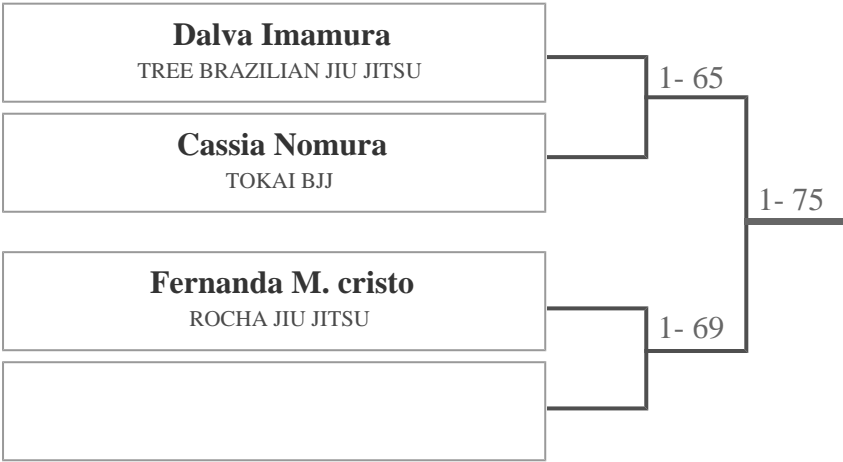 Dalva Imamura
TREE BRAZILIAN JIU JITSU
1- 65
Cassia Nomura
TOKAI BJJ
1- 75
Fernanda M. cristo
ROCHA JIU JITSU
1- 69